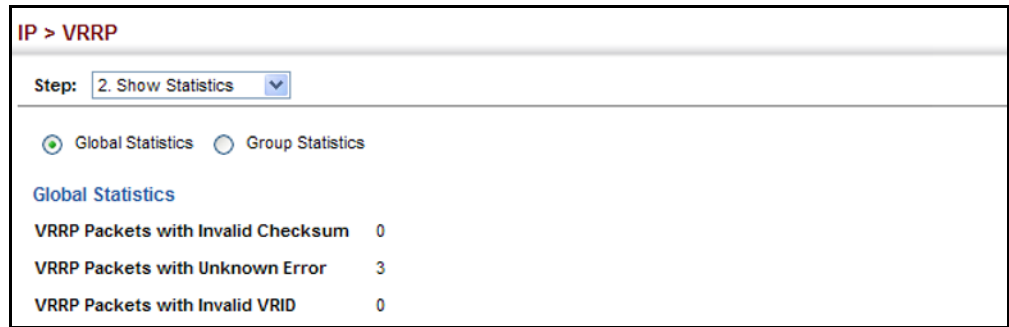 IP > VRRP
Step: 2. Show Statistics
Global Statistics Group Statistics
Global Statistics
VRRP Packets with Invalid Checksum 0
VRRP Packets with Unknown Error 3
VRRP Packets with Invalid VRID 0